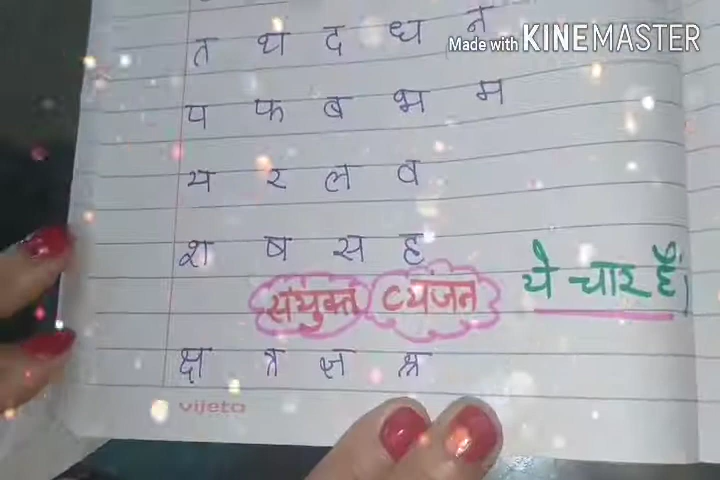 Made with KINEMASTER
त थ द ध न
प फ ब भ म
य र ल व
श ष स ह
संयुक्त व्यंजन
ये चार हैं।
क्ष त्र ज्ञ श्र
vijeta